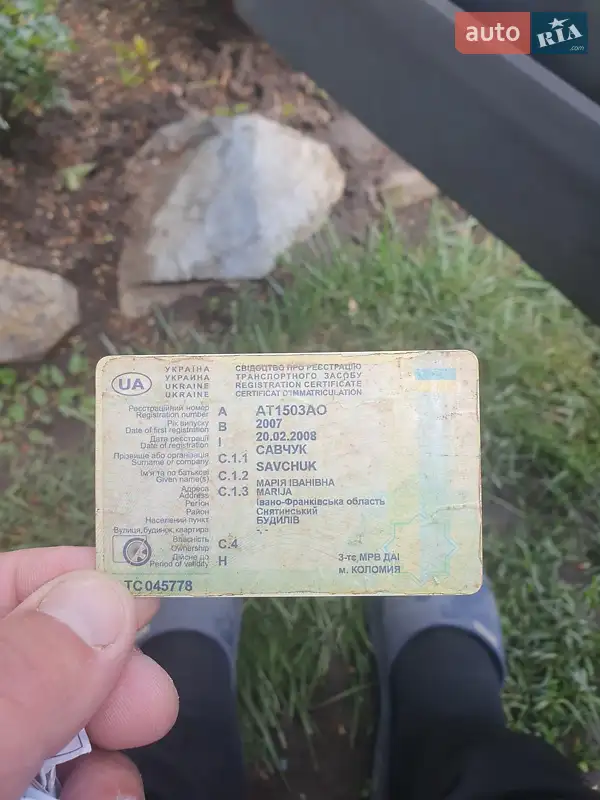 auto RIA .com
УКРАЇНА
УКРАИНА
UKRAINE
UKRAINE
СВІДОЦТВО ПРО РЕЄСТРАЦІЮ
ТРАНСПОРТНОГО ЗАСОБУ
REGISTRATION CERTIFICATE
CERTIFICAT D'IMMATRICULATION
UA
Реєстраційний номер A AT1503AO
Registration number
Рік випуску B 2007
Date of first registration
Дата реєстрації I 20.02.2008
Date of registration
Прізвище або організація C.1.1 САВЧУК
Surname or company SAVCHUK
Ім'я та по батькові C.1.2 МАРІЯ ІВАНІВНА
Given name(s) MARIJA
Адреса C.1.3
Address
Регіон Івано-Франківська область
Район Снятинський
Населений пункт БУДИЛІВ
Вулиця, будинок, квартира - -
Власність C.4
Ownership
Дійсне до H
Period of validity
3-тє МРВ ДАІ
м. КОЛОМИЯ
TC 045778